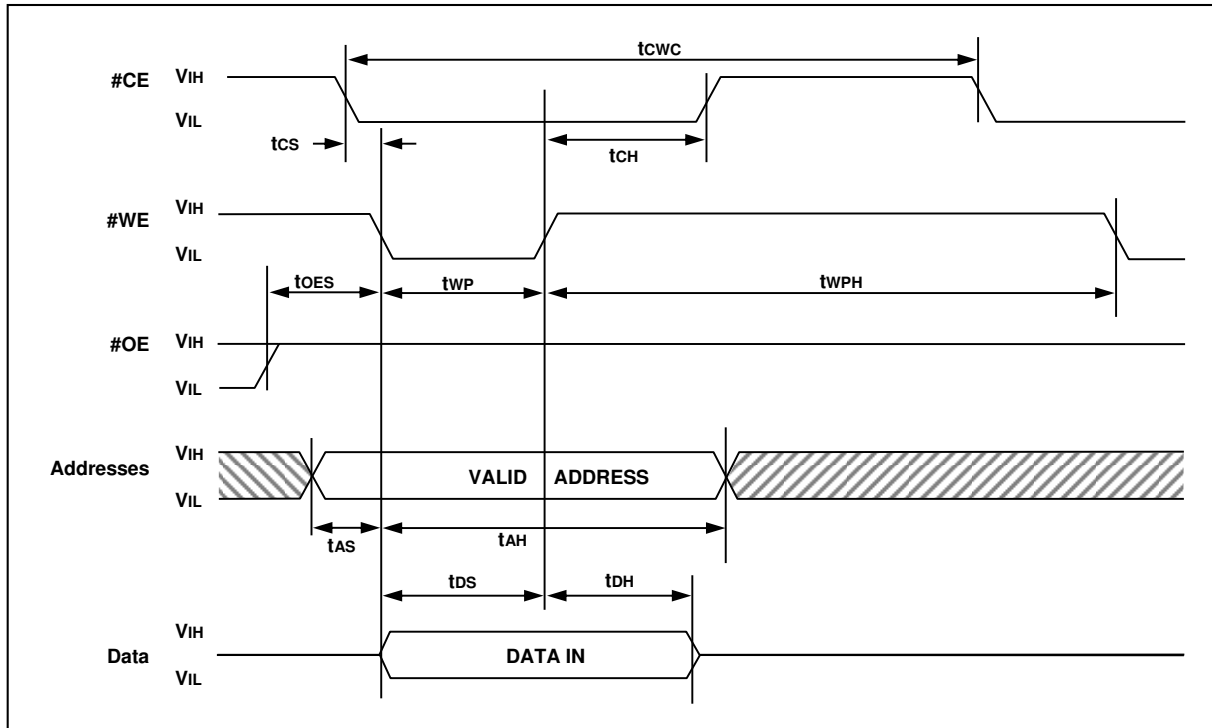 tCWC
#CE VIH
VIL
tCS
tCH
#WE VIH
VIL
tOES tWP tWPH
#OE VIH
VIL
Addresses VIH
VALID ADDRESS
VIL
tAS tAH
tDS tDH
VIH
Data DATA IN
VIL